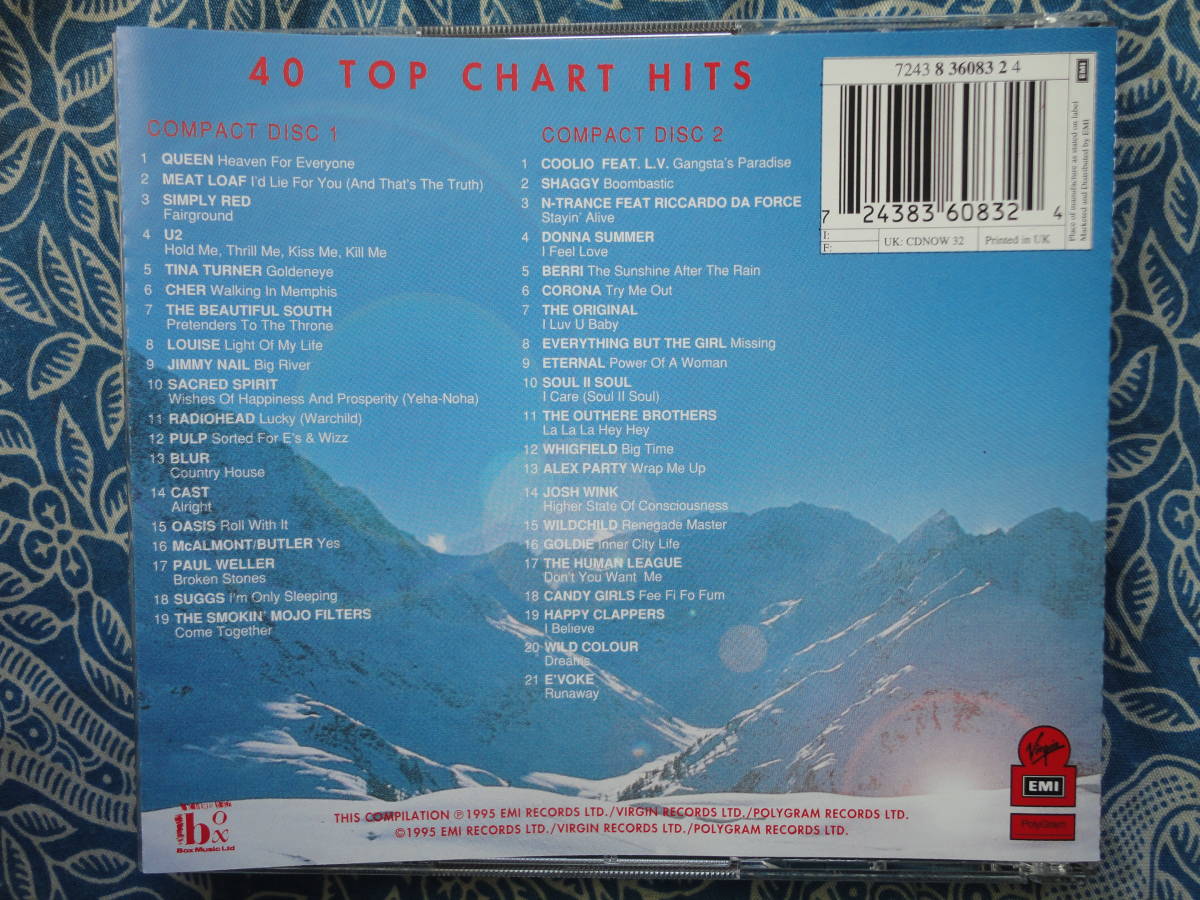 40 TOP CHART HITS
COMPACT DISC 1
1 QUEEN Heaven For Everyone
2 MEAT LOAF I'd Lie For You (And That's The Truth)
3 SIMPLY RED
Fairground
4 U2
Hold Me, Thrill Me, Kiss Me, Kill Me
5 TINA TURNER Goldeneye
6 CHER Walking In Memphis
7 THE BEAUTIFUL SOUTH
Pretenders To The Throne
8 LOUISE Light Of My Life
9 JIMMY NAIL Big River
10 SACRED SPIRIT
Wishes Of Happiness And Prosperity (Yeha-Noha)
11 RADIOHEAD Lucky (Warchild)
12 PULP Sorted For E's & Wizz
13 BLUR
Country House
14 CAST
Alright
15 OASIS Roll With It
16 McALMONT/BUTLER Yes
17 PAUL WELLER
Broken Stones
18 SUGGS I'm Only Sleeping
19 THE SMOKIN' MOJO FILTERS
Come Together
COMPACT DISC 2
1 COOLIO FEAT. L.V. Gangsta's Paradise
2 SHAGGY Boombastic
3 N-TRANCE FEAT RICCARDO DA FORCE
Stayin' Alive
4 DONNA SUMMER
I Feel Love
5 BERRI The Sunshine After The Rain
6 CORONA Try Me Out
7 THE ORIGINAL
I Luv U Baby
8 EVERYTHING BUT THE GIRL Missing
9 ETERNAL Power Of A Woman
10 SOUL II SOUL
I Care (Soul II Soul)
11 THE OUTHERE BROTHERS
La La La Hey Hey
12 WHIGFIELD Big Time
13 ALEX PARTY Wrap Me Up
14 JOSH WINK
Higher State Of Consciousness
15 WILDCHILD Renegade Master
16 GOLDIE Inner City Life
17 THE HUMAN LEAGUE
Don't You Want Me
18 CANDY GIRLS Fee Fi Fo Fum
19 HAPPY CLAPPERS
I Believe
20 WILD COLOUR
Dreams
21 E'VOKE
Runaway
7243 8 36083 2 4
7 24383 60832 4
I:
F:
UK: CDNOW 32
Printed in UK
EMI
Place of manufacture as stated on label
Marketed and Distributed by EMI
box
Box Music Ltd
THIS COMPILATION ℗ 1995 EMI RECORDS LTD./VIRGIN RECORDS LTD./POLYGRAM RECORDS LTD.
©1995 EMI RECORDS LTD./VIRGIN RECORDS LTD./POLYGRAM RECORDS LTD.
Virgin
EMI
PolyGram